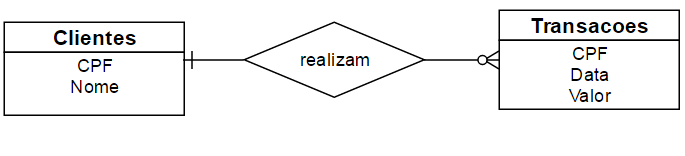 Clientes
CPF
Nome
realizam
Transacoes
CPF
Data
Valor